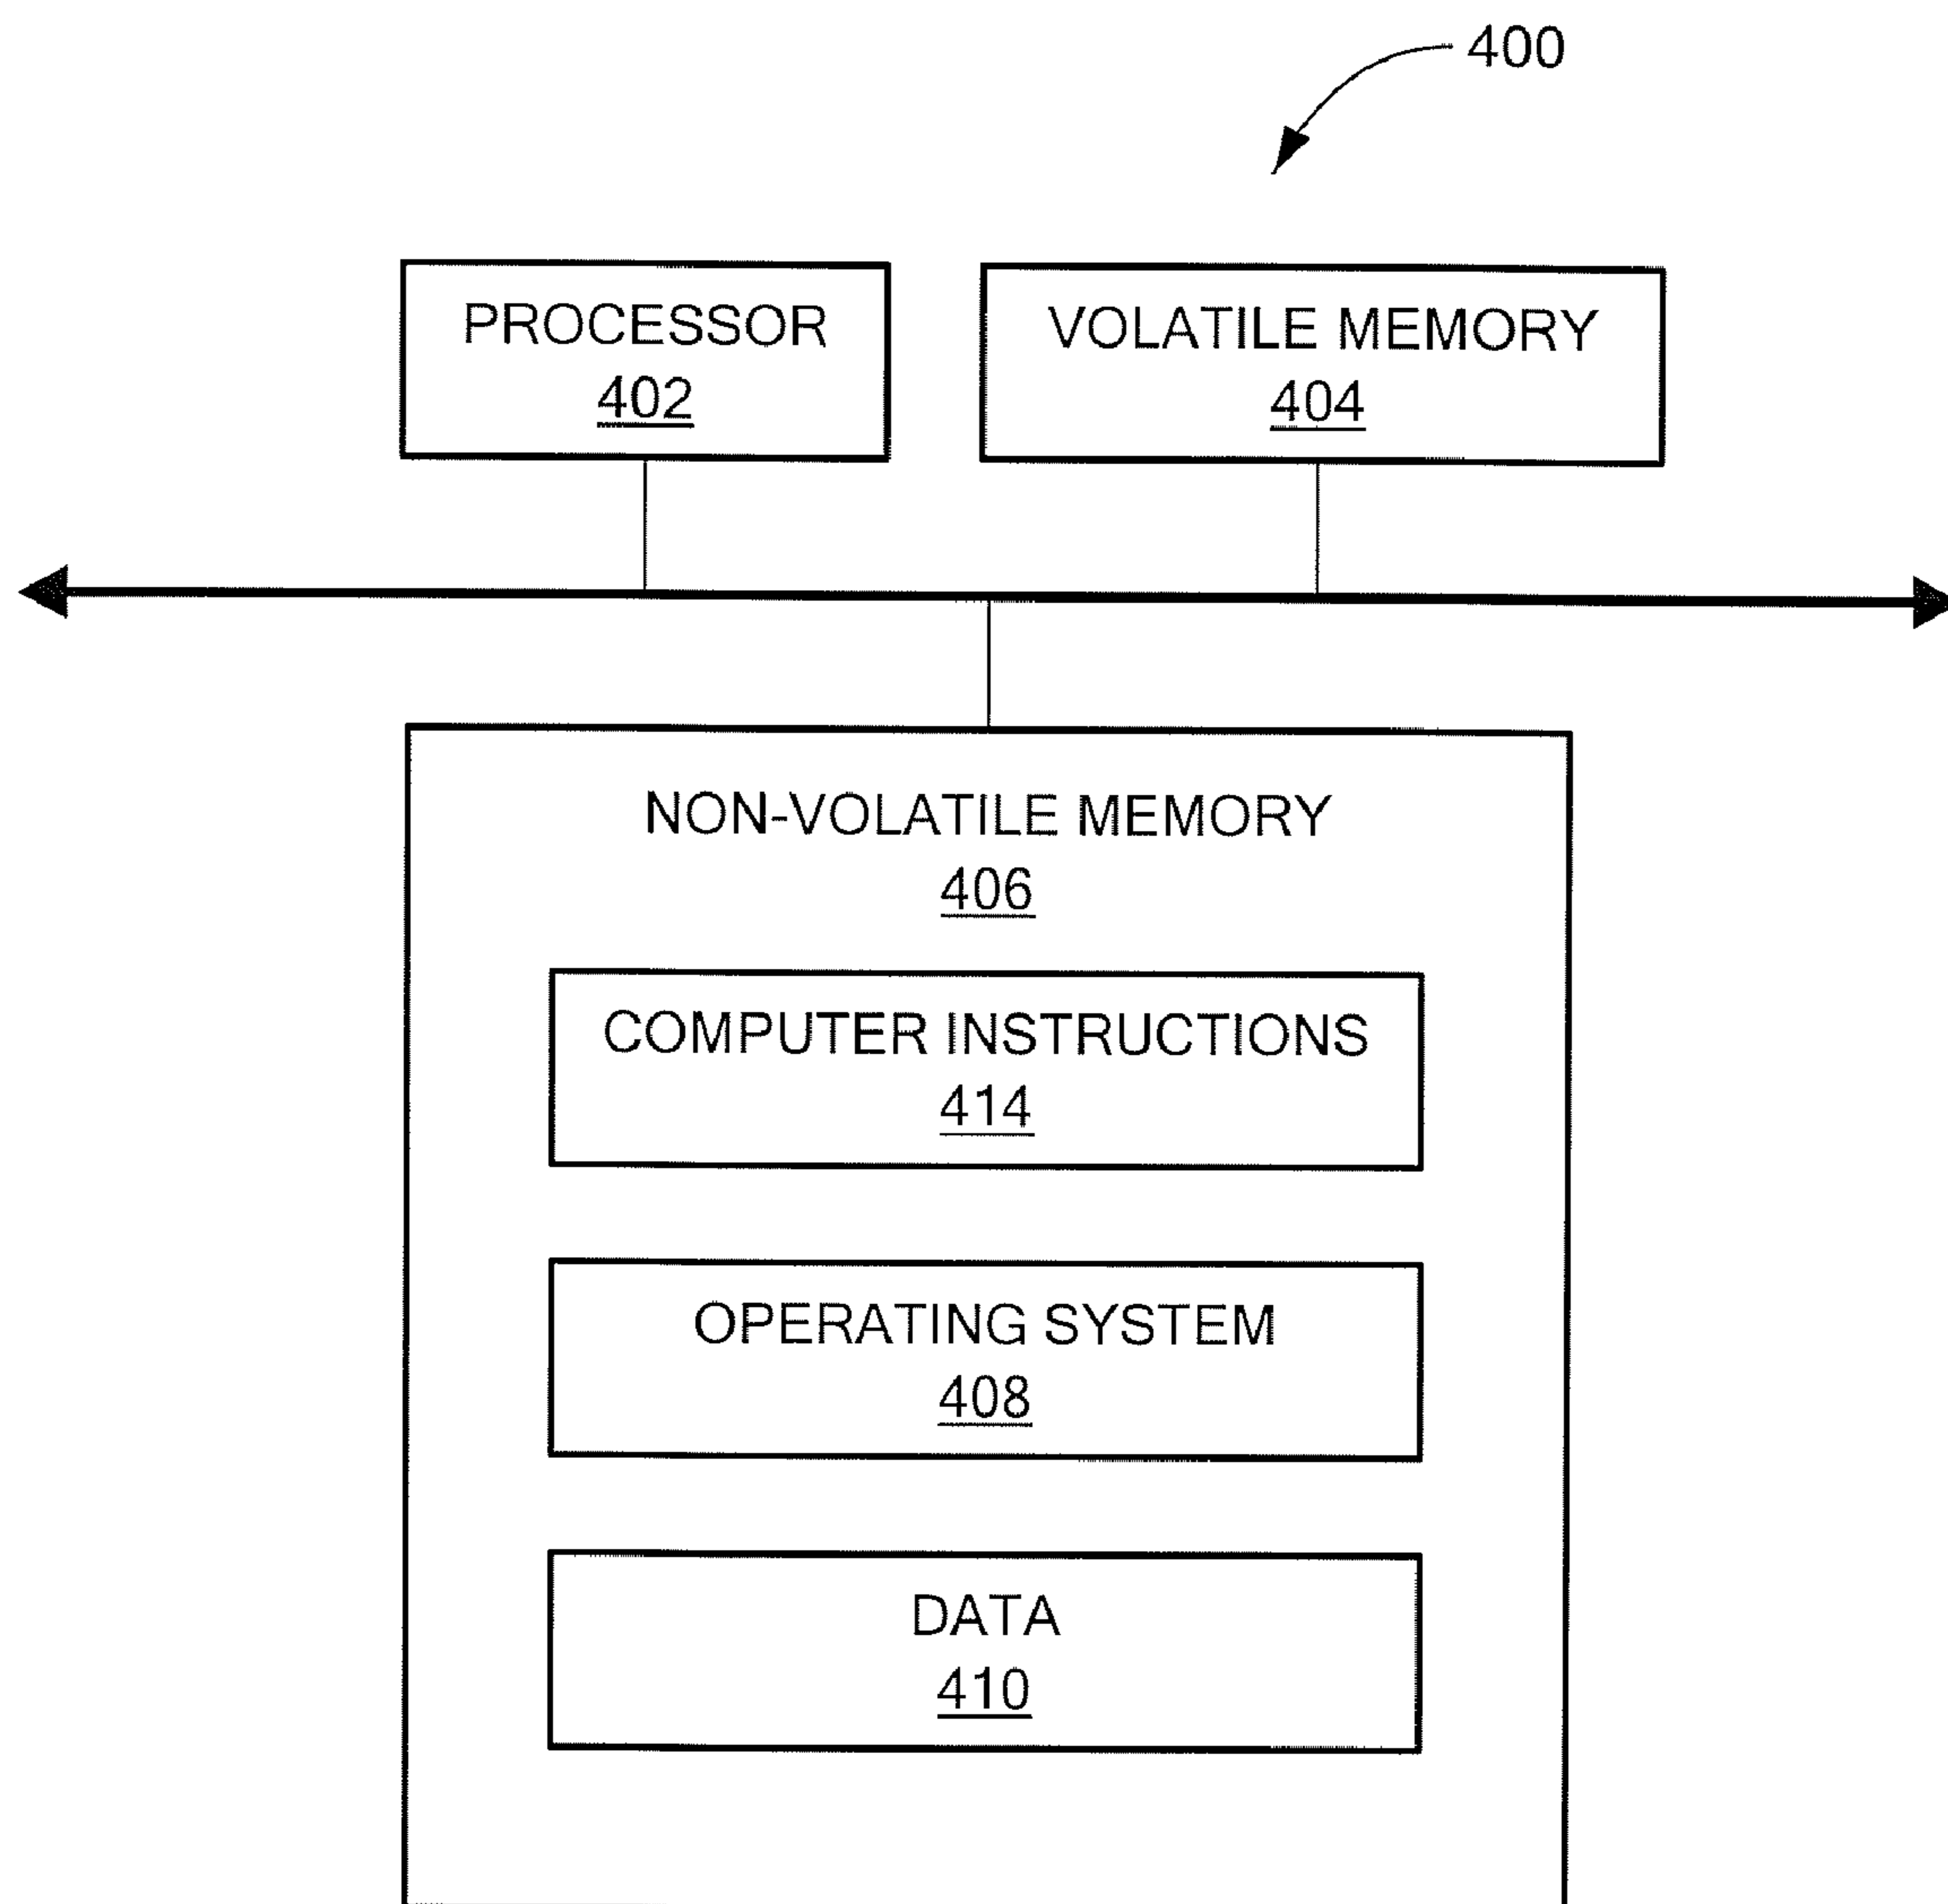 400
PROCESSOR
402
VOLATILE MEMORY
404
NON-VOLATILE MEMORY
406
COMPUTER INSTRUCTIONS
414
OPERATING SYSTEM
408
DATA
410